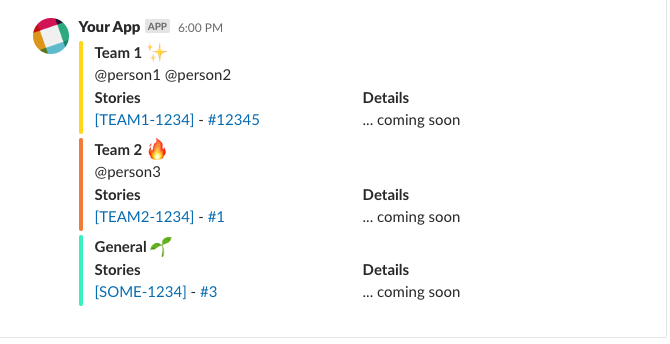 Your App APP 6:00 PM
Team 1 ✨
@person1 @person2
Stories Details
[TEAM1-1234] - #12345 ... coming soon
Team 2 🔥
@person3
Stories Details
[TEAM2-1234] - #1 ... coming soon
General 🌱
Stories Details
[SOME-1234] - #3 ... coming soon